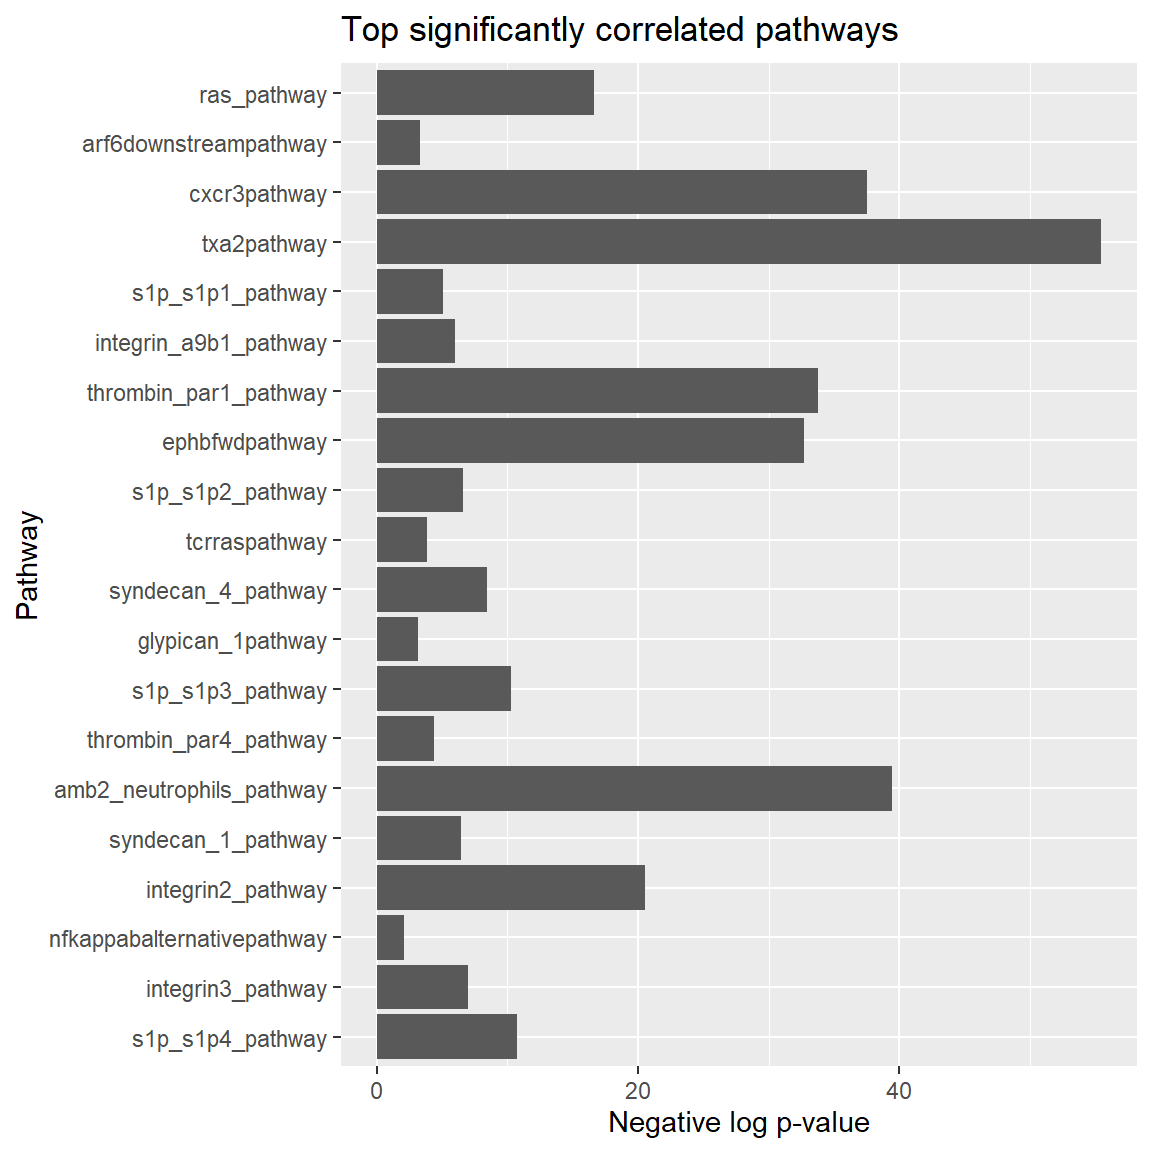 Top significantly correlated pathways
Pathway
ras_pathway
arf6downstreampathway
cxcr3pathway
txa2pathway
s1p_s1p1_pathway
integrin_a9b1_pathway
thrombin_par1_pathway
ephbfwdpathway
s1p_s1p2_pathway
tcrraspathway
syndecan_4_pathway
glypican_1pathway
s1p_s1p3_pathway
thrombin_par4_pathway
amb2_neutrophils_pathway
syndecan_1_pathway
integrin2_pathway
nfkappabalternativepathway
integrin3_pathway
s1p_s1p4_pathway
0 20 40
Negative log p-value